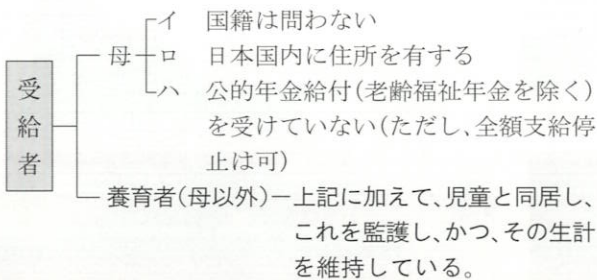 受給者
母
イ 国籍は問わない
ロ 日本国内に住所を有する
ハ 公的年金給付(老齢福祉年金を除く)
を受けていない(ただし、全額支給停
止は可)
養育者(母以外)―上記に加えて、児童と同居し、
これを監護し、かつ、その生計
を維持している。